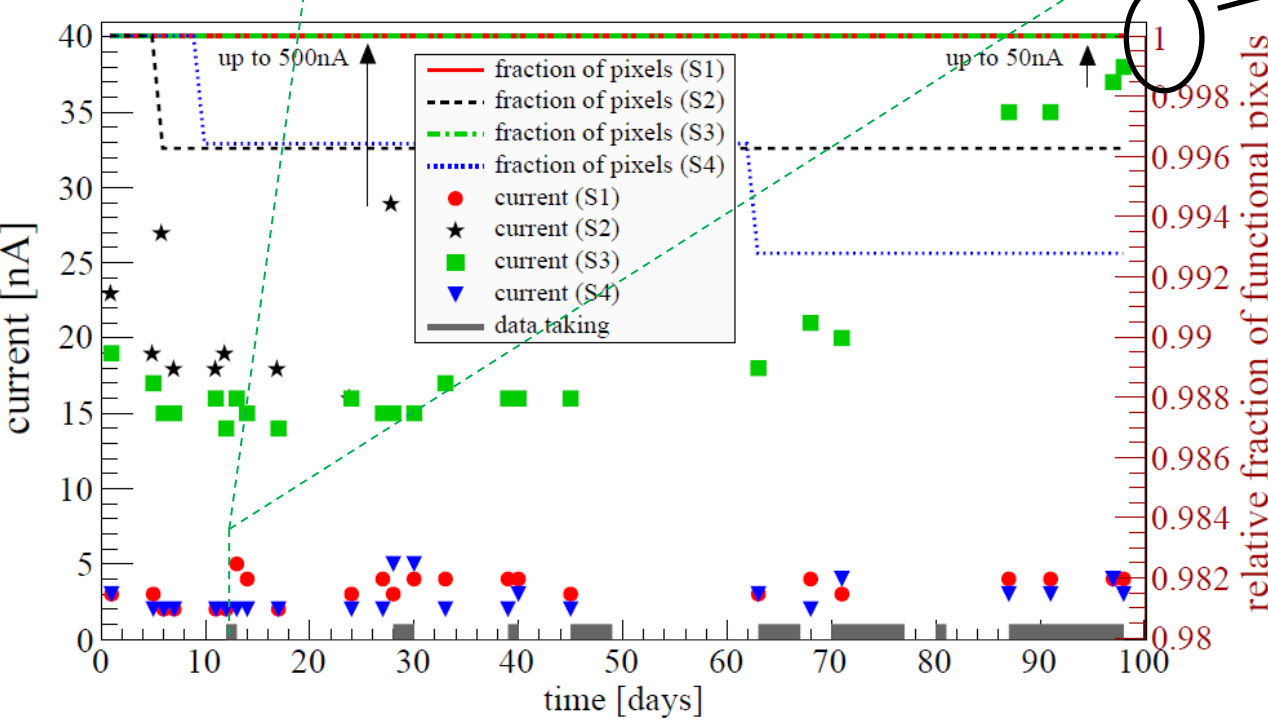 up to 500nA
up to 50nA
fraction of pixels (S1)
fraction of pixels (S2)
fraction of pixels (S3)
fraction of pixels (S4)
current (S1)
current (S2)
current (S3)
current (S4)
data taking
current [nA]
40
35
30
25
20
15
10
5
0
1
0.998
0.996
0.994
0.992
0.99
0.988
0.986
0.984
0.982
0.98
relative fraction of functional pixels
0 10 20 30 40 50 60 70 80 90 100
time [days]